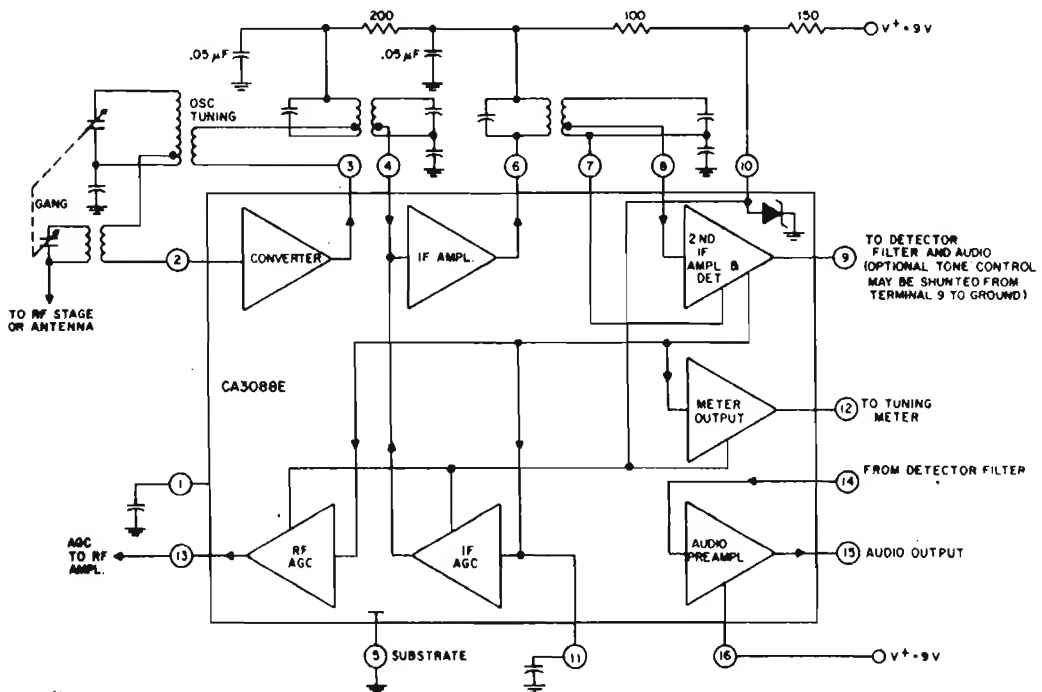 200
100
150
V+ = 9 V
.05 µF
.05 µF
OSC
TUNING
GANG
3
4
6
7
8
10
2
CONVERTER
IF AMPL.
2ND
IF
AMPL &
DET
9
TO DETECTOR
FILTER AND AUDIO
(OPTIONAL TONE CONTROL
MAY BE SHUNTED FROM
TERMINAL 9 TO GROUND)
TO RF STAGE
OR ANTENNA
CA3088E
METER
OUTPUT
12
TO TUNING
METER
1
14
FROM DETECTOR FILTER
AGC
TO RF
AMPL.
13
RF
AGC
IF
AGC
AUDIO
PREAMPL
15
AUDIO OUTPUT
5
SUBSTRATE
11
16
V+ = 9 V